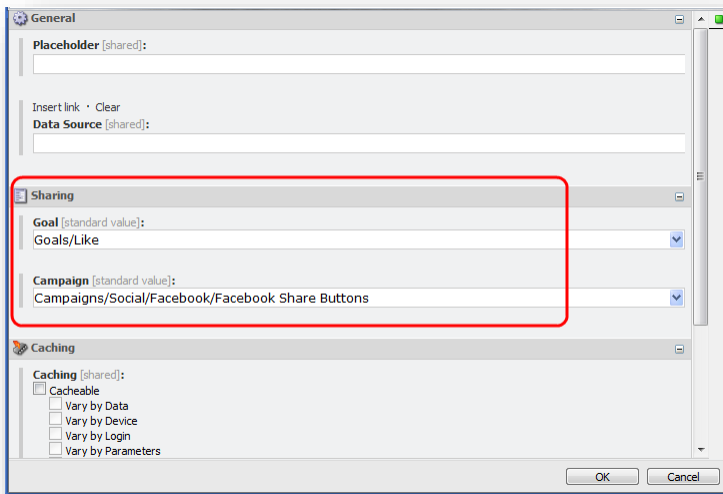 General
Placeholder [shared]:
Insert link · Clear
Data Source [shared]:
Sharing
Goal [standard value]:
Goals/Like
Campaign [standard value]:
Campaigns/Social/Facebook/Facebook Share Buttons
Caching
Caching [shared]:
Cacheable
Vary by Data
Vary by Device
Vary by Login
Vary by Parameters
OK Cancel